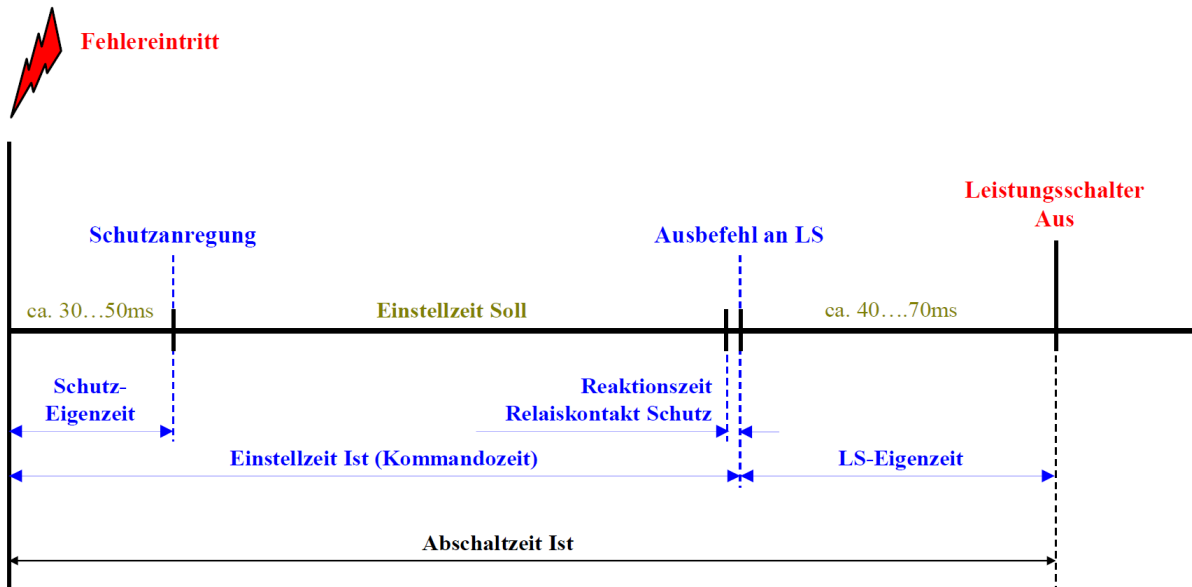 Fehlereintritt
Leistungsschalter
Aus
Schutzanregung
Ausbefehl an LS
ca. 30…50ms
Einstellzeit Soll
ca. 40….70ms
Schutz-
Eigenzeit
Reaktionszeit
Relaiskontakt Schutz
Einstellzeit Ist (Kommandozeit)
LS-Eigenzeit
Abschaltzeit Ist